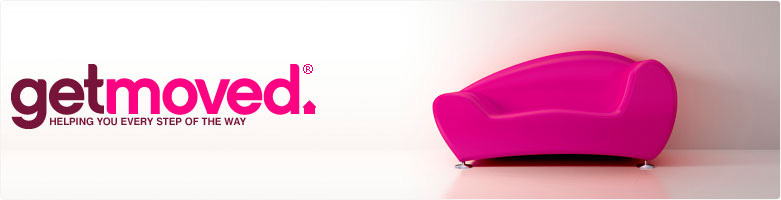 getmoved.®
HELPING YOU EVERY STEP OF THE WAY